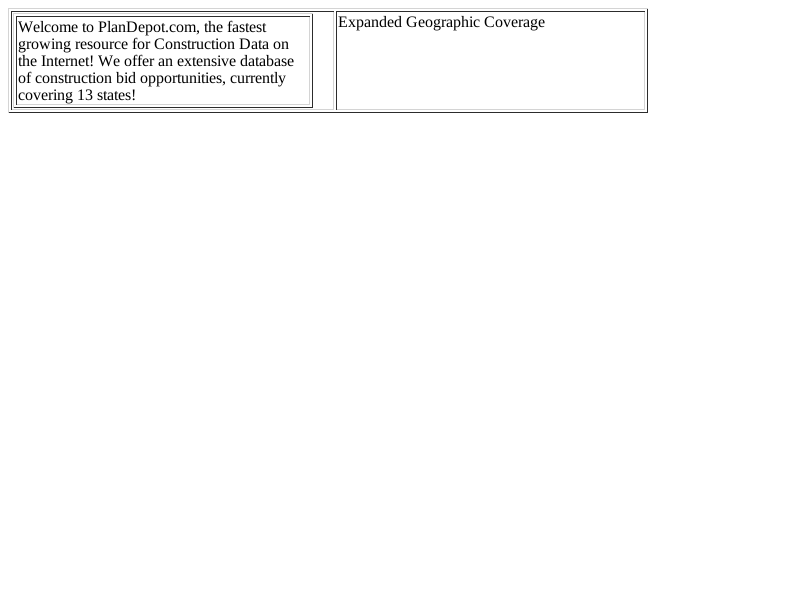 Welcome to PlanDepot.com, the fastest
growing resource for Construction Data on
the Internet! We offer an extensive database
of construction bid opportunities, currently
covering 13 states!
Expanded Geographic Coverage